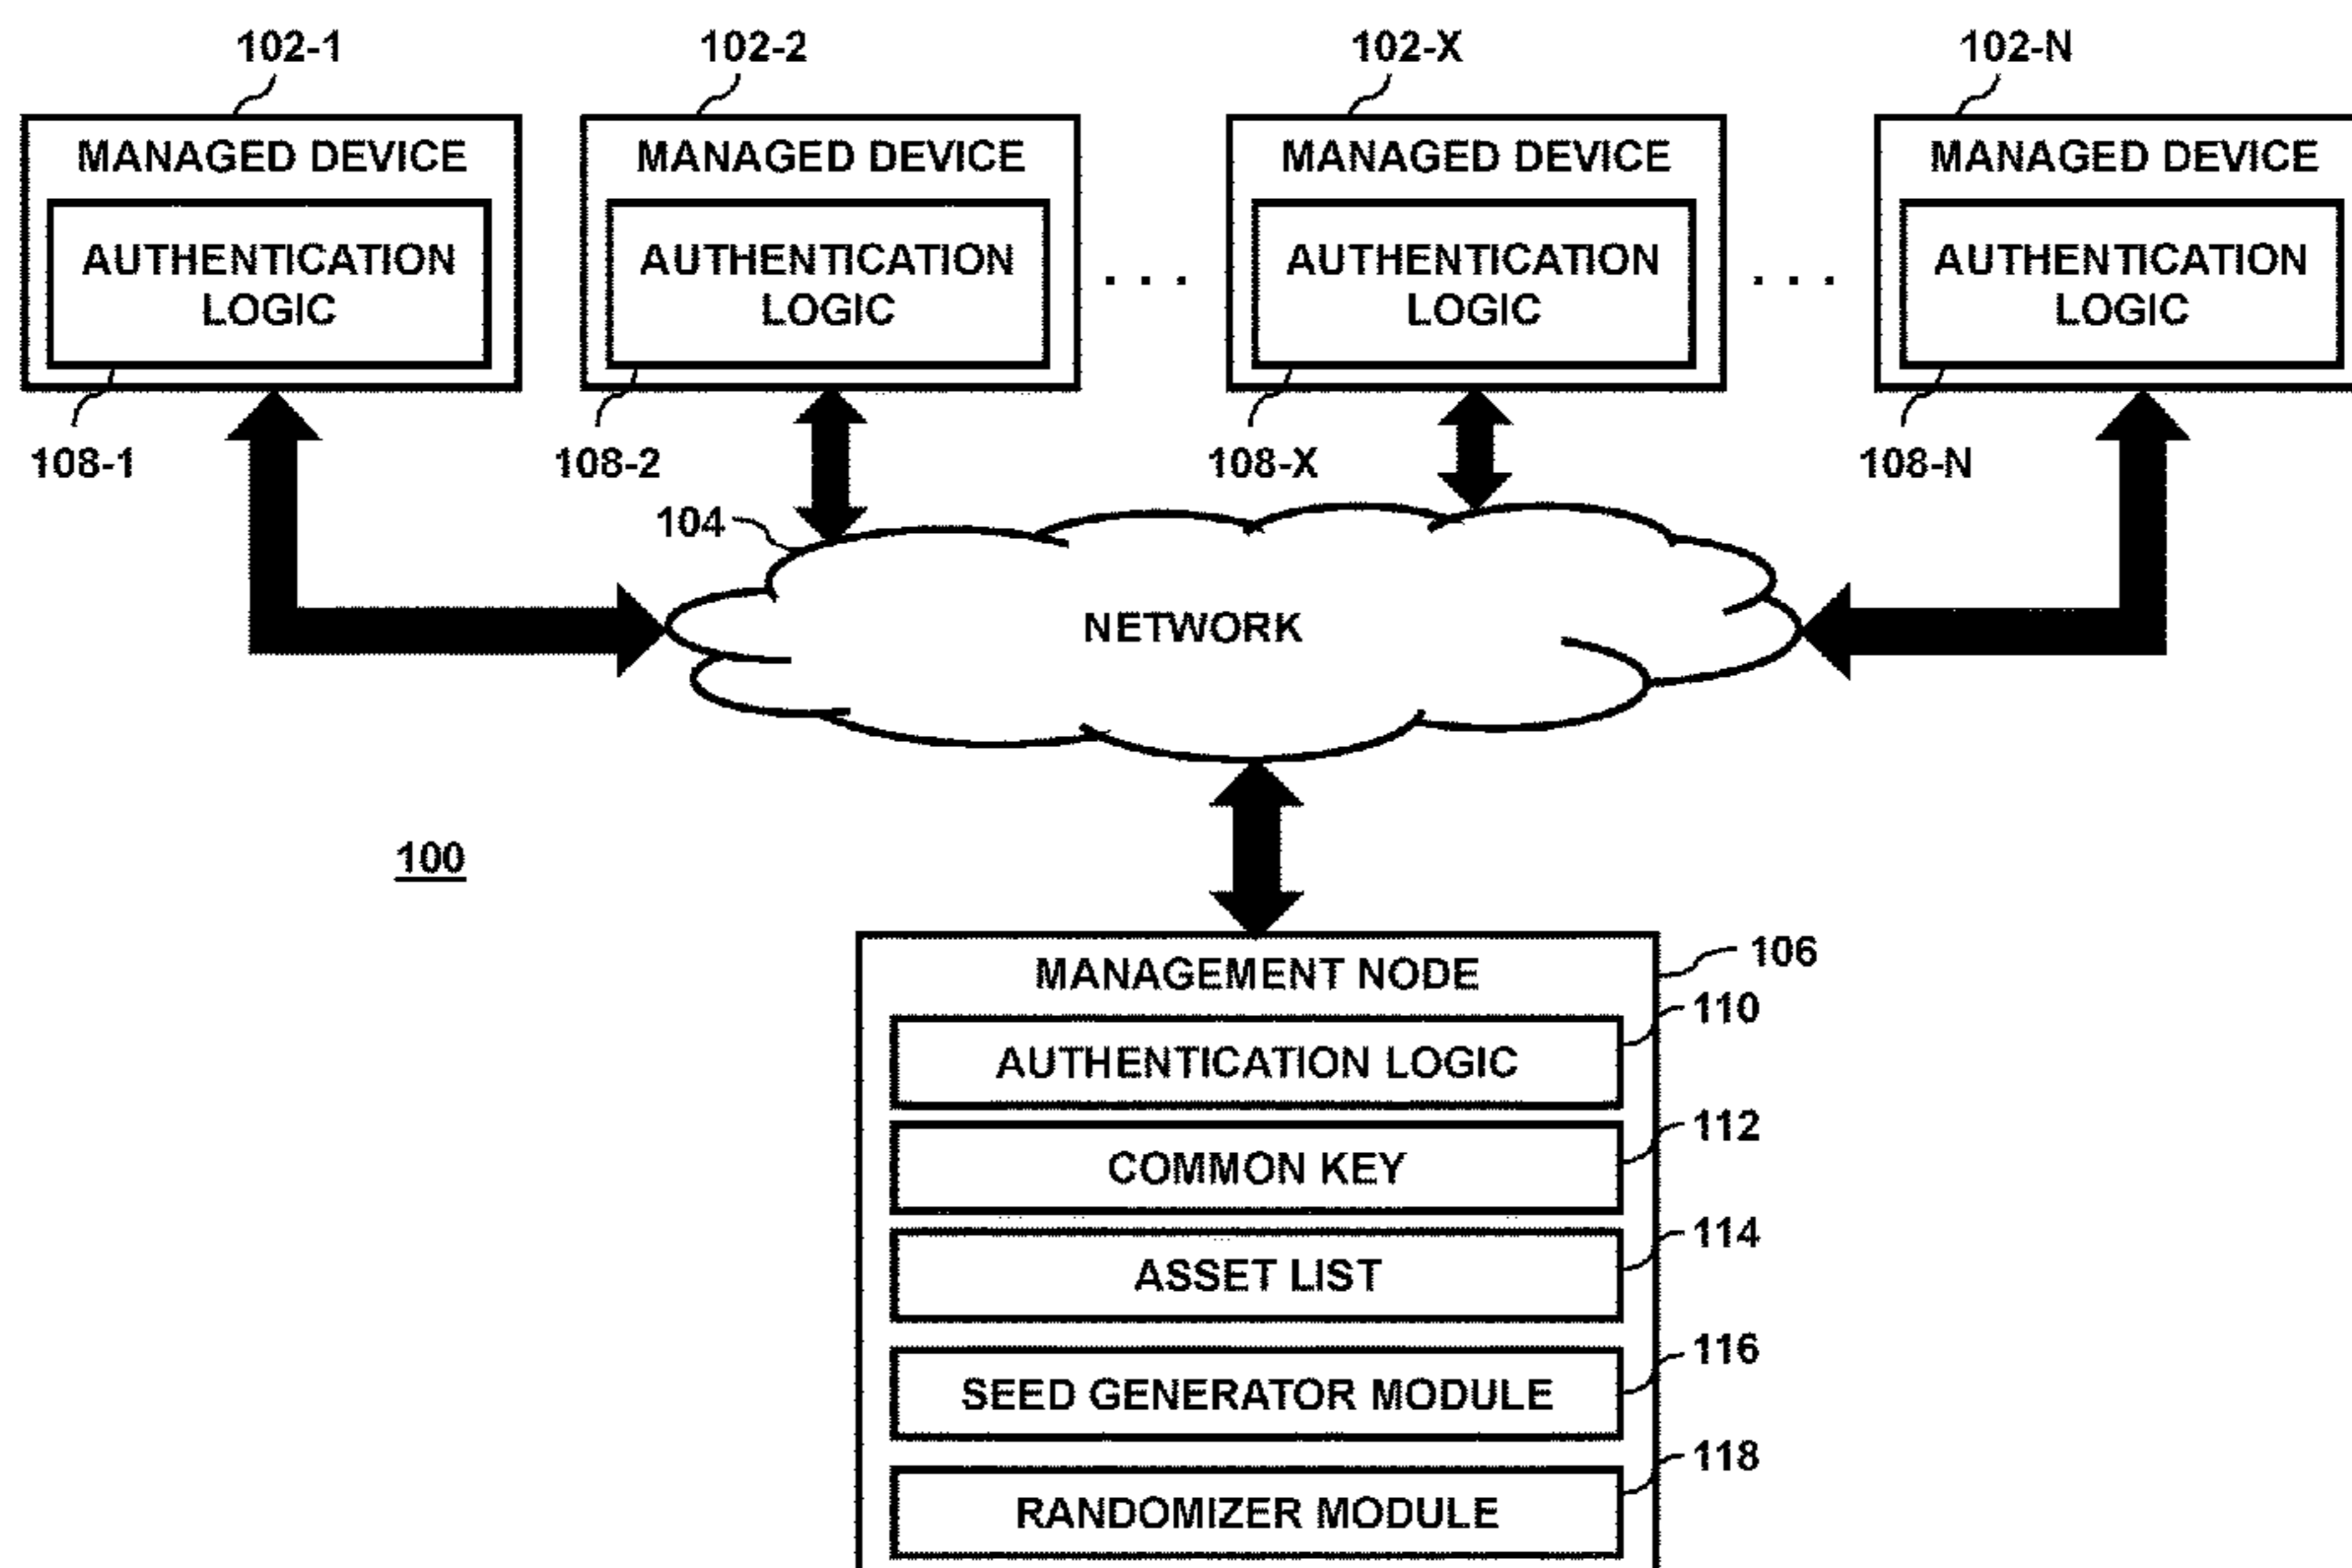 102-1
102-2
102-X
102-N
MANAGED DEVICE
MANAGED DEVICE
MANAGED DEVICE
MANAGED DEVICE
AUTHENTICATION
LOGIC
AUTHENTICATION
LOGIC
. . .
AUTHENTICATION
LOGIC
. . .
AUTHENTICATION
LOGIC
108-1
108-2
108-X
108-N
104
NETWORK
100
MANAGEMENT NODE
106
110
AUTHENTICATION LOGIC
112
COMMON KEY
114
ASSET LIST
116
SEED GENERATOR MODULE
118
RANDOMIZER MODULE